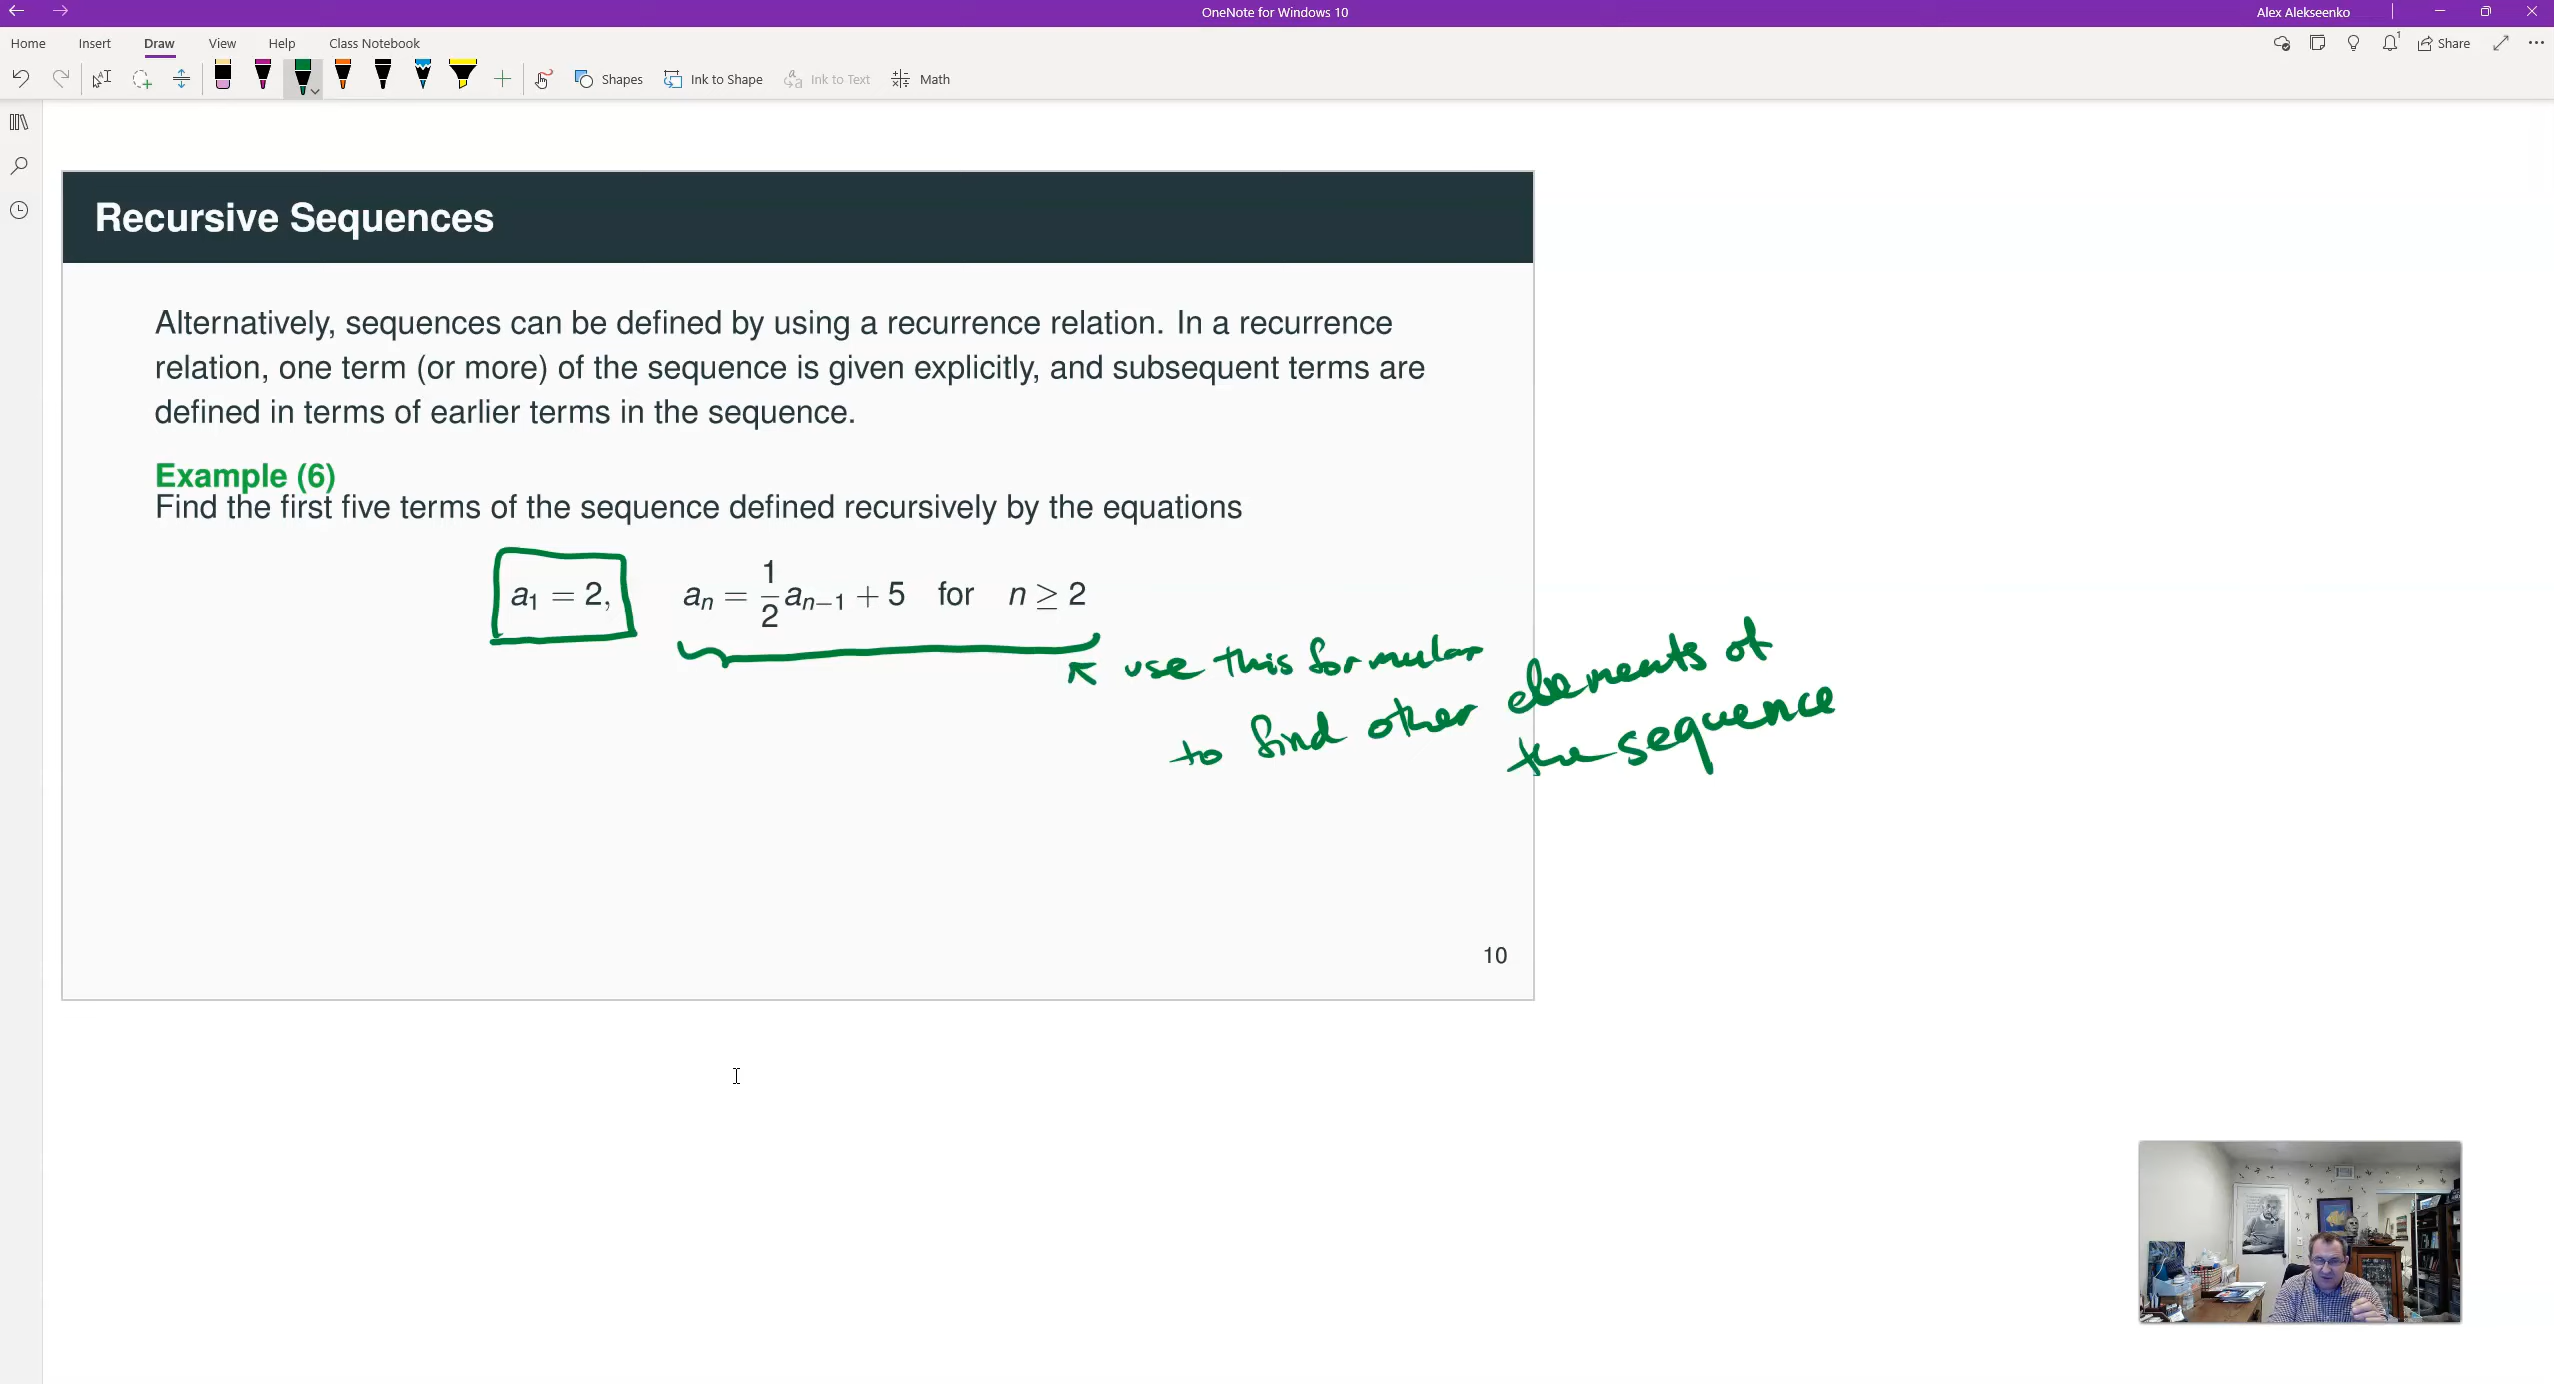 OneNote for Windows 10
Alex Alekseenko
Home Insert Draw View Help Class Notebook
1 Share
Shapes Ink to Shape Ink to Text Math
Recursive Sequences
Alternatively, sequences can be defined by using a recurrence relation. In a recurrence
relation, one term (or more) of the sequence is given explicitly, and subsequent terms are
defined in terms of earlier terms in the sequence.
Example (6)
Find the first five terms of the sequence defined recursively by the equations
a₁ = 2, aₙ = 1/2 aₙ₋₁ + 5 for n ≥ 2
use this formular
to find other elements of
the sequence
10